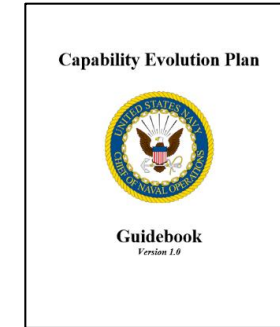 Capability Evolution Plan
UNITED STATES NAVY
CHIEF OF NAVAL OPERATIONS
Guidebook
Version 1.0